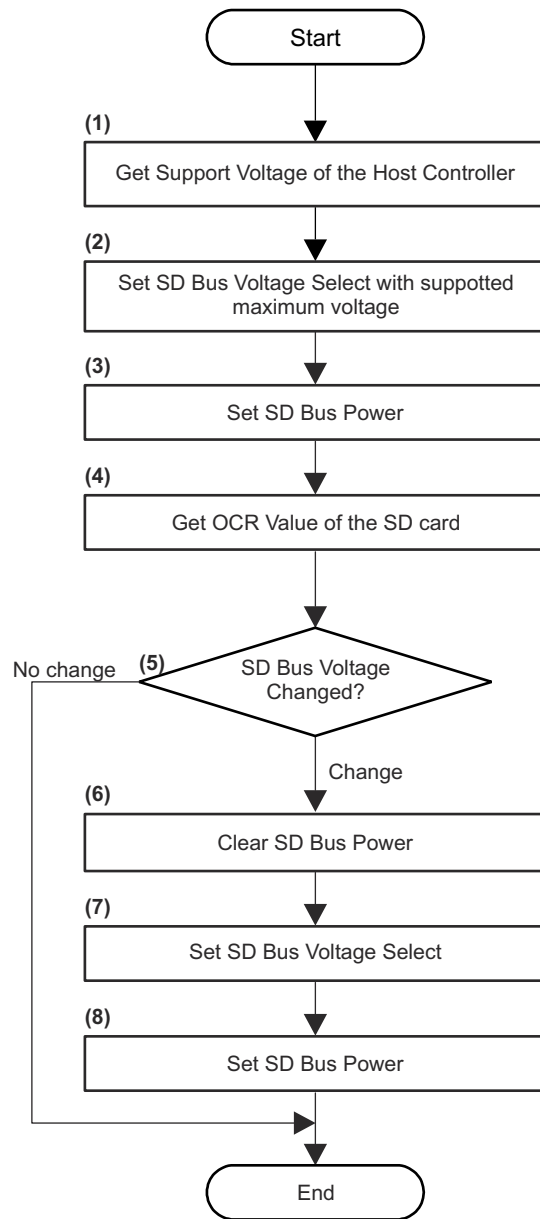 Start
(1)
Get Support Voltage of the Host Controller
(2)
Set SD Bus Voltage Select with suppotted
maximum voltage
(3)
Set SD Bus Power
(4)
Get OCR Value of the SD card
No change
(5)
SD Bus Voltage
Changed?
Change
(6)
Clear SD Bus Power
(7)
Set SD Bus Voltage Select
(8)
Set SD Bus Power
End